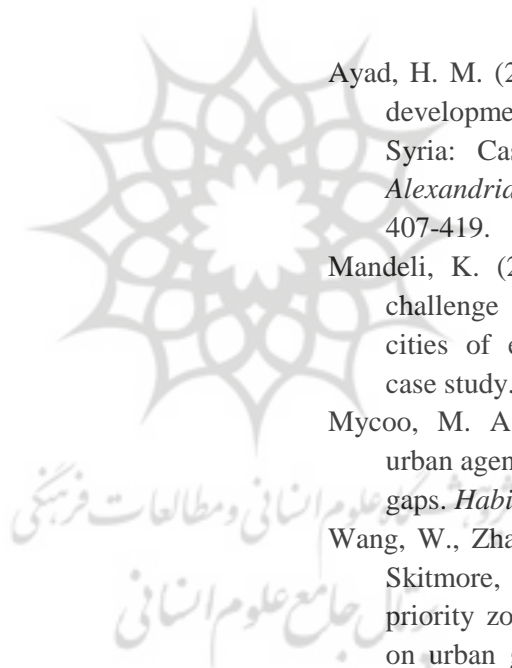 Ayad, H. M. (2
developme
Syria: Cas
Alexandria
407-419.
Mandeli, K. (2
challenge
cities of e
case study.
Mycoo, M. A
urban agen
gaps. Habi
پژوهشگاه علوم انسانی و مطالعات فرهنگی
Wang, W., Zha
Skitmore,
پرتال جامع علوم انسانی
priority zo
on urban g